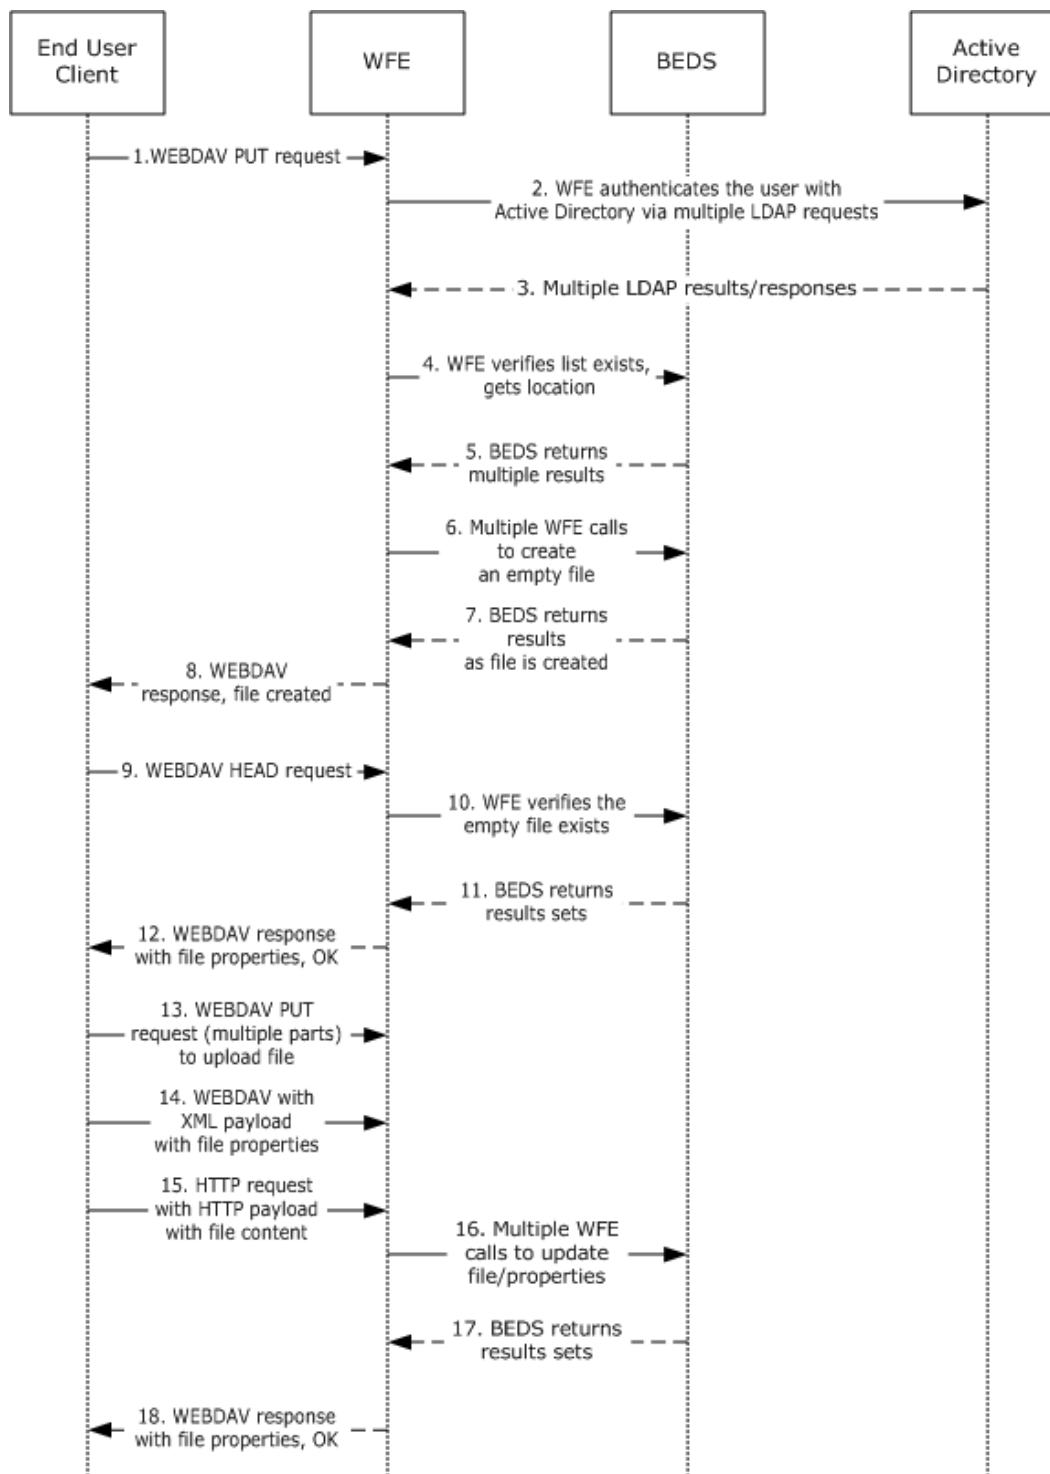 End User
Client
WFE
BEDS
Active
Directory
1.WEBDAV PUT request
2. WFE authenticates the user with
Active Directory via multiple LDAP requests
3. Multiple LDAP results/responses
4. WFE verifies list exists,
gets location
5. BEDS returns
multiple results
6. Multiple WFE calls
to create
an empty file
7. BEDS returns
results
as file is created
8. WEBDAV
response, file created
9. WEBDAV HEAD request
10. WFE verifies the
empty file exists
11. BEDS returns
results sets
12. WEBDAV response
with file properties, OK
13. WEBDAV PUT
request (multiple parts)
to upload file
14. WEBDAV with
XML payload
with file properties
15. HTTP request
with HTTP payload
with file content
16. Multiple WFE
calls to update
file/properties
17. BEDS returns
results sets
18. WEBDAV response
with file properties, OK